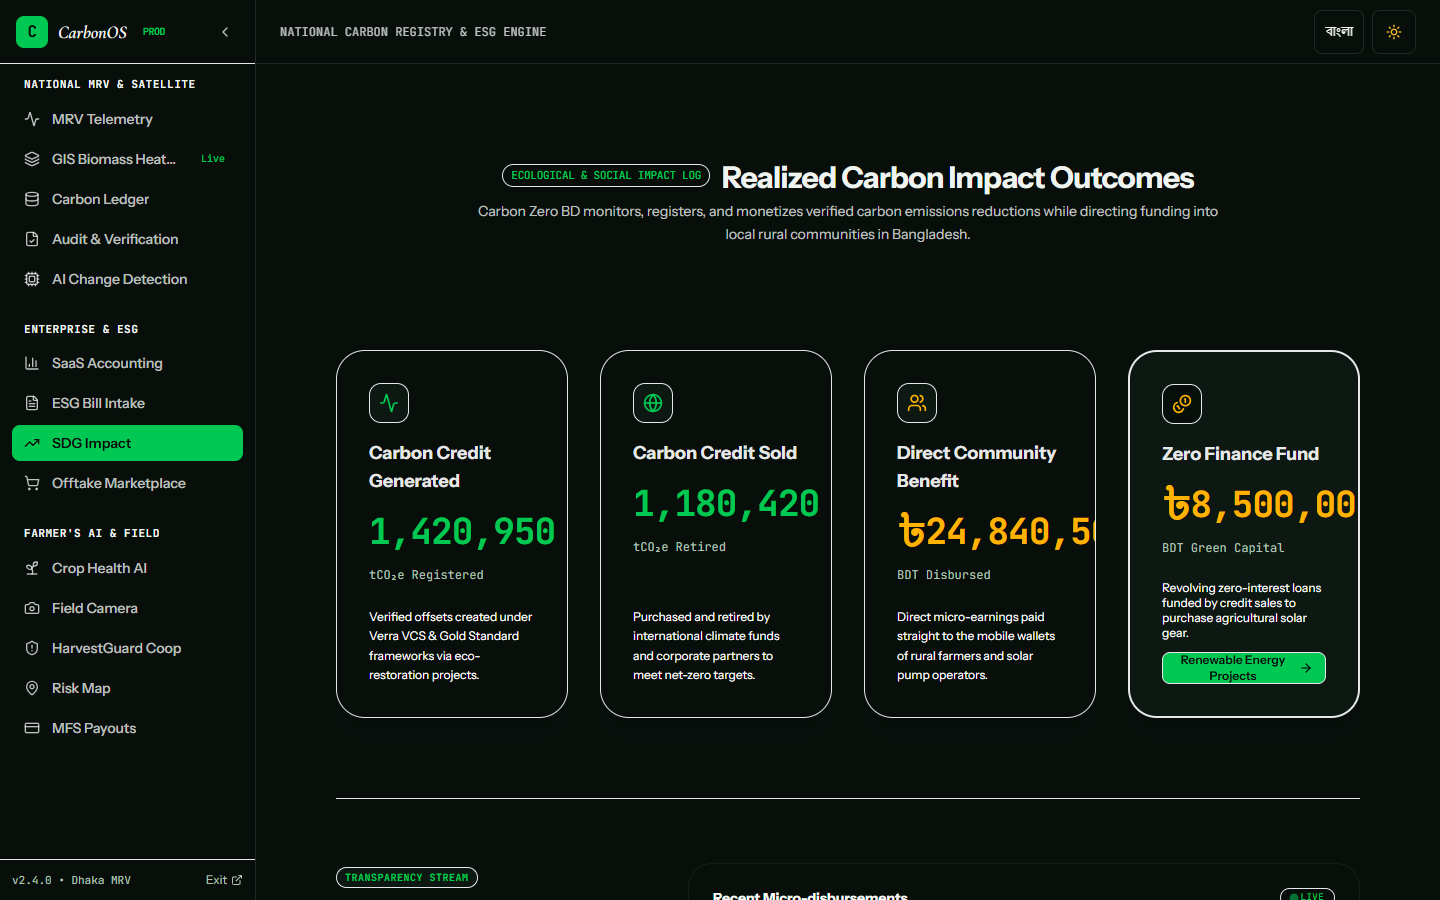 C CarbonOS PROD
NATIONAL CARBON REGISTRY & ESG ENGINE
বাংলা
NATIONAL MRV & SATELLITE
MRV Telemetry
GIS Biomass Heat... Live
Carbon Ledger
Audit & Verification
AI Change Detection
ENTERPRISE & ESG
SaaS Accounting
ESG Bill Intake
SDG Impact
Offtake Marketplace
FARMER'S AI & FIELD
Crop Health AI
Field Camera
HarvestGuard Coop
Risk Map
MFS Payouts
v2.4.0 • Dhaka MRV
Exit
ECOLOGICAL & SOCIAL IMPACT LOG
Realized Carbon Impact Outcomes
Carbon Zero BD monitors, registers, and monetizes verified carbon emissions reductions while directing funding into
local rural communities in Bangladesh.
Carbon Credit
Generated
1,420,950
tCO₂e Registered
Verified offsets created under
Verra VCS & Gold Standard
frameworks via eco-
restoration projects.
Carbon Credit Sold
1,180,420
tCO₂e Retired
Purchased and retired by
international climate funds
and corporate partners to
meet net-zero targets.
Direct Community
Benefit
৳24,840,50
BDT Disbursed
Direct micro-earnings paid
straight to the mobile wallets
of rural farmers and solar
pump operators.
Zero Finance Fund
৳8,500,00
BDT Green Capital
Revolving zero-interest loans
funded by credit sales to
purchase agricultural solar
gear.
Renewable Energy
Projects
TRANSPARENCY STREAM
Recent Micro-disbursements
LIVE